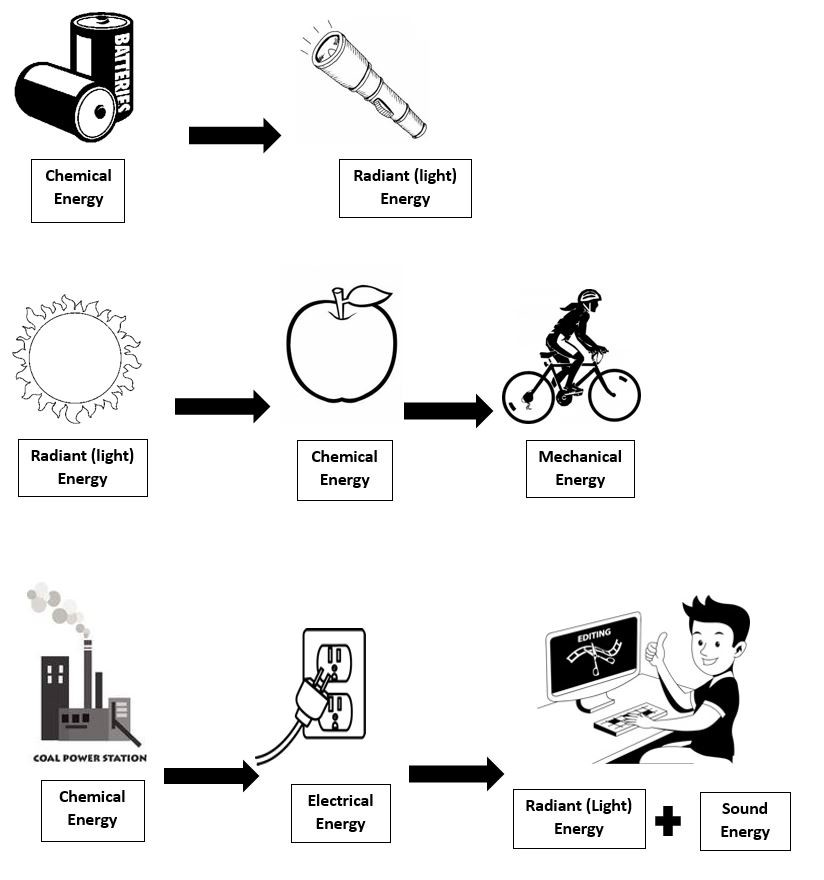 BATTERIES
Chemical
Energy
Radiant (light)
Energy
Radiant (light)
Energy
Chemical
Energy
Mechanical
Energy
EDITING
COAL POWER STATION
Chemical
Energy
Electrical
Energy
Radiant (Light)
Energy
Sound
Energy